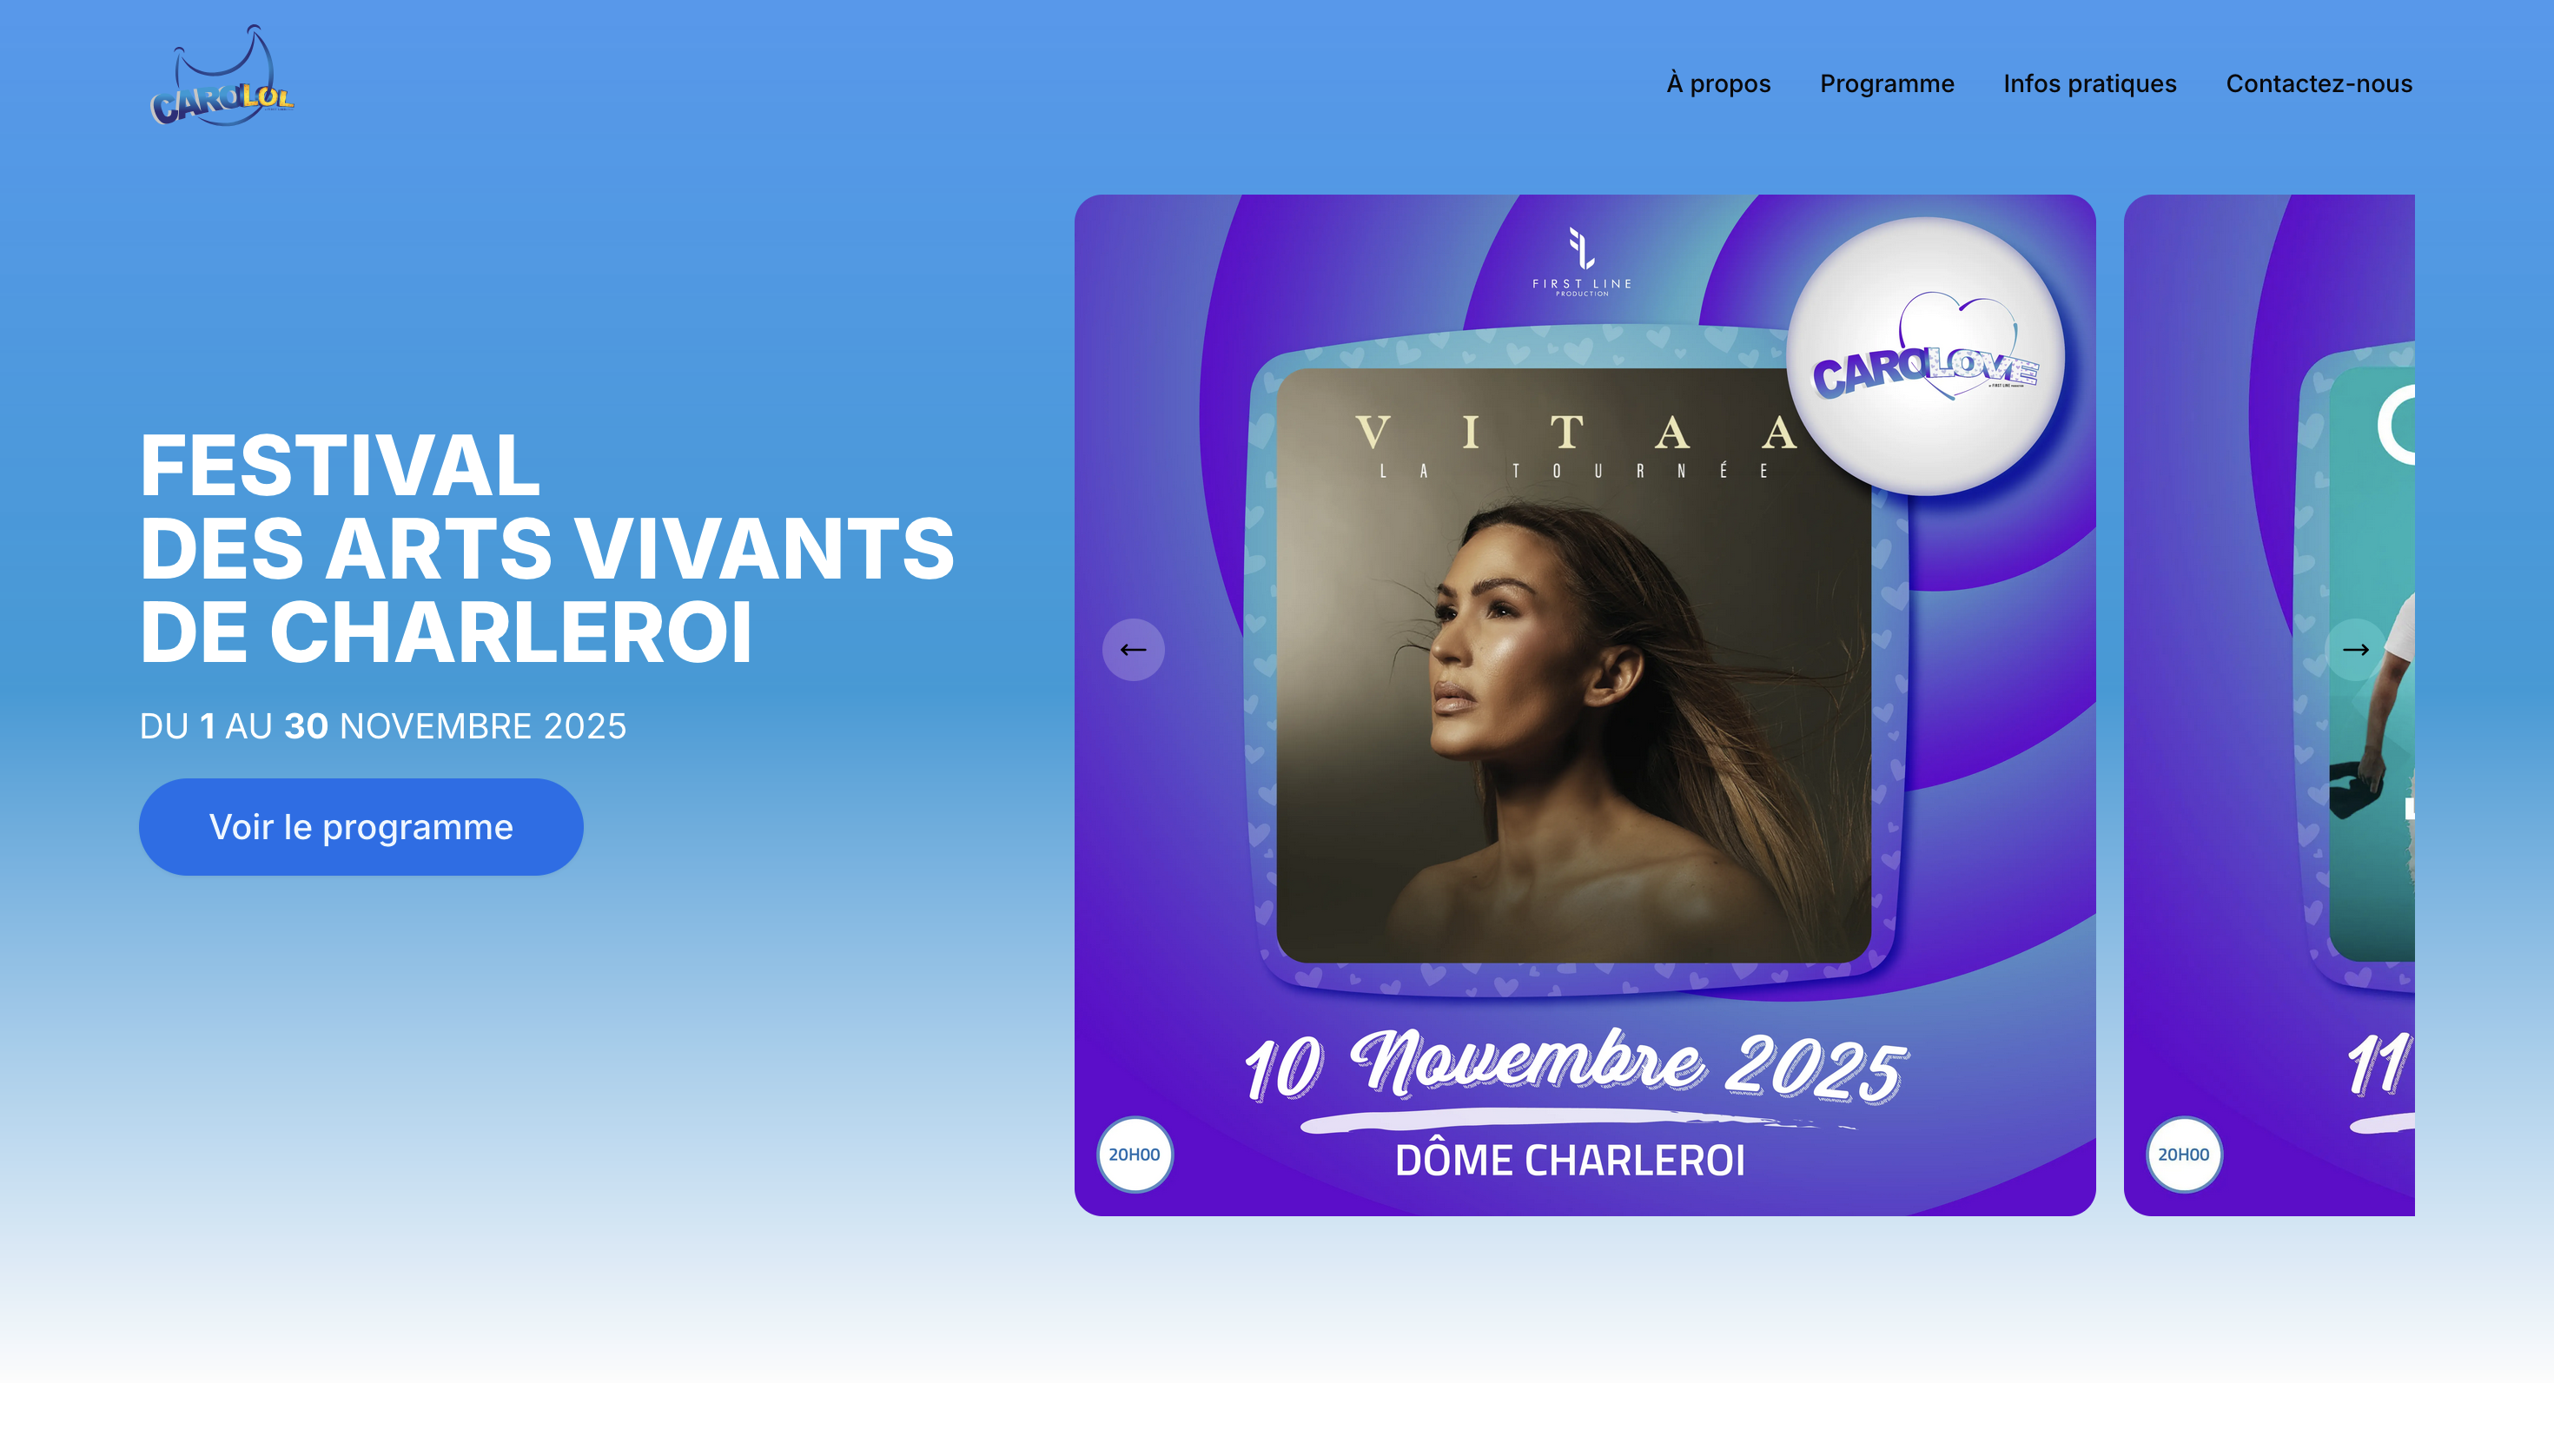 CAROLOL
À propos
Programme
Infos pratiques
Contactez-nous
FESTIVAL
DES ARTS VIVANTS
DE CHARLEROI
DU 1 AU 30 NOVEMBRE 2025
Voir le programme
FIRST LINE
PRODUCTION
CAROLOVE
VITAA
LA TOURNÉE
10 Novembre 2025
DÔME CHARLEROI
20H00
11
20H00